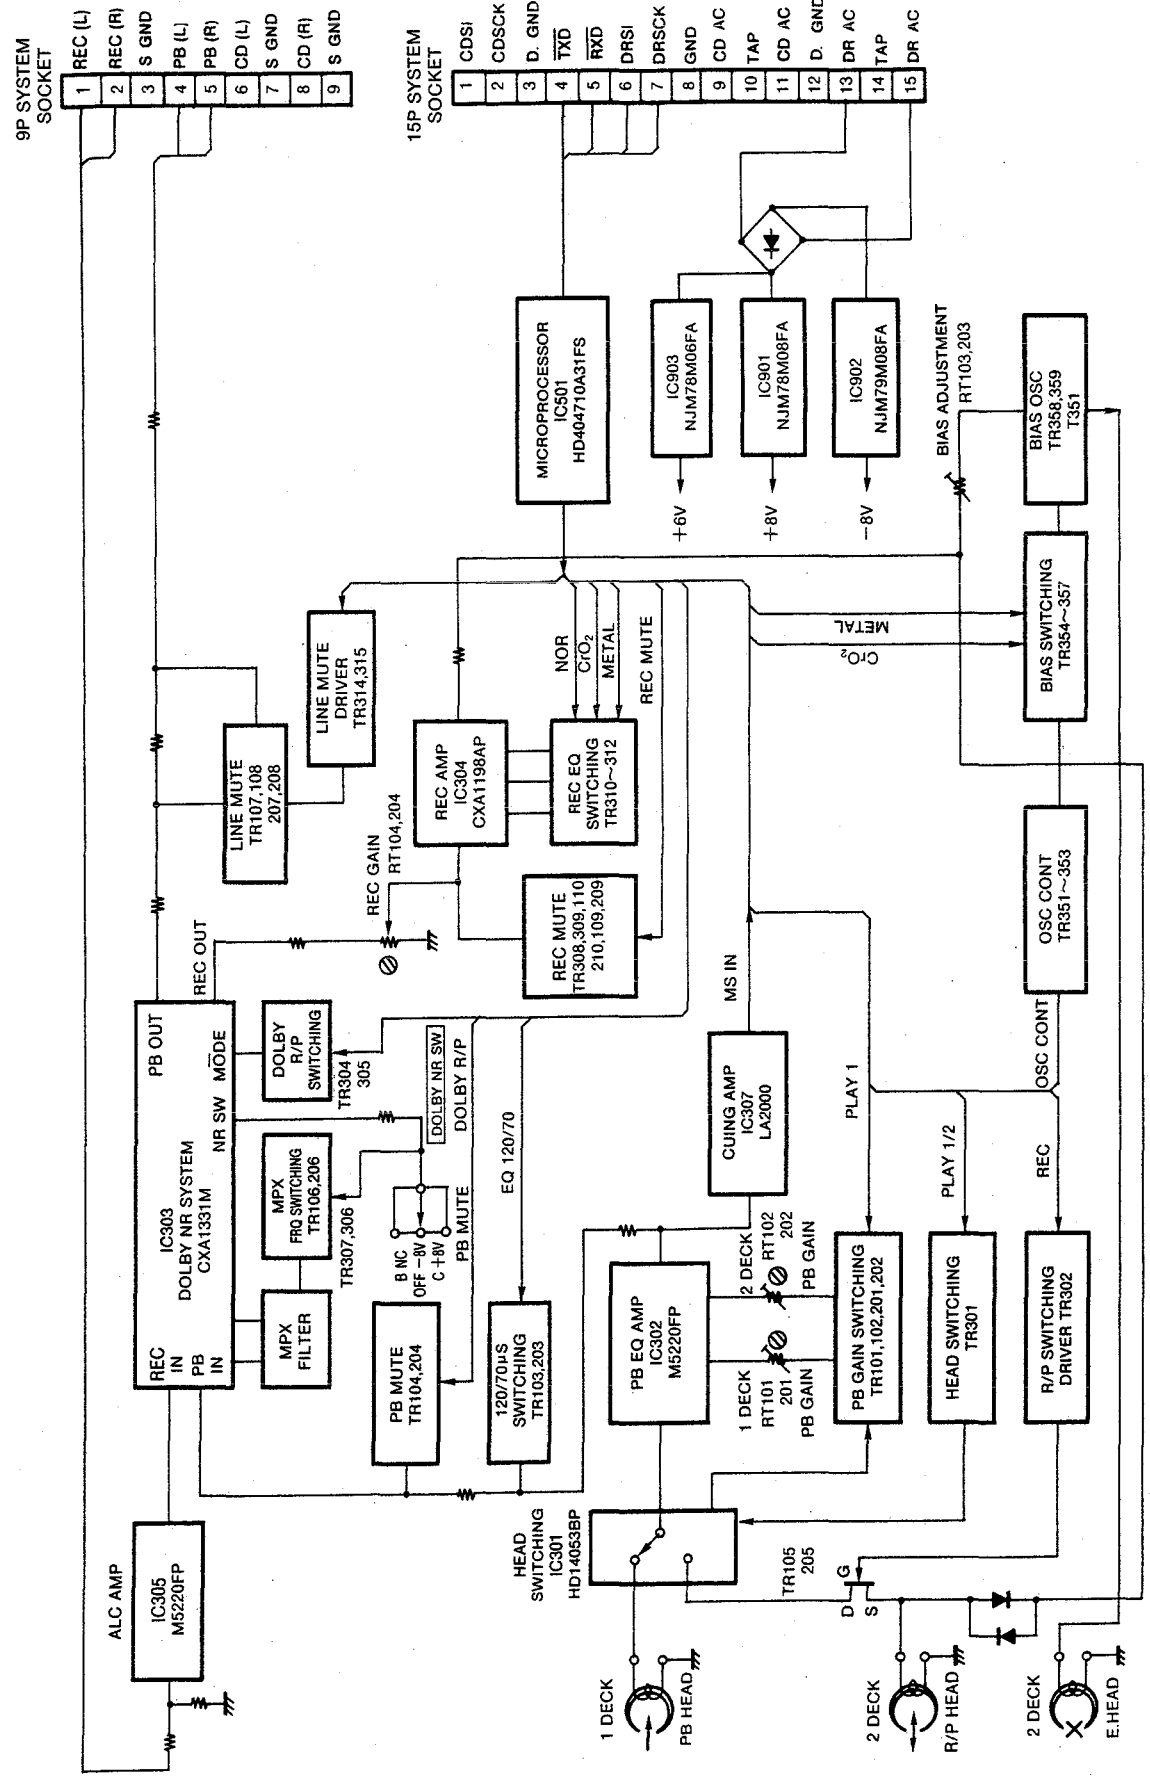 9P SYSTEM
SOCKET
1 REC (L)
2 REC (R)
3 S GND
4 PB (L)
5 PB (R)
6 CD (L)
7 S GND
8 CD (R)
9 S GND
15P SYSTEM
SOCKET
1 CDSI
2 CDSCK
3 D. GND
4 TXD
5 RXD
6 DRSI
7 DRSCK
8 GND
9 CD AC
10 TAP
11 CD AC
12 D. GND
13 DR AC
14 TAP
15 DR AC
MICROPROCESSOR
IC501
HD404710A31FS
IC903
NJM78M06FA
+6V
IC901
NJM78M08FA
+8V
IC902
NJM79M08FA
−8V
BIAS ADJUSTMENT
RT103,203
BIAS OSC
TR358,359
T351
BIAS SWITCHING
TR354~357
METAL
CrO2
OSC CONT
TR351~353
LINE MUTE
DRIVER
TR314,315
LINE MUTE
TR107,108
207,208
NOR
CrO2
METAL
REC MUTE
REC AMP
IC304
CXA1198AP
REC EQ
SWITCHING
TR310~312
REC GAIN
RT104,204
REC MUTE
TR308,309,110
210,109,209
REC OUT
PB OUT
MODE
NR SW
IC303
DOLBY NR SYSTEM
CXA1331M
REC
IN
PB
IN
DOLBY
R/P
SWITCHING
TR304
305
MPX
FRQ SWITCHING
TR106,206
TR307,306
MPX
FILTER
DOLBY NR SW
DOLBY R/P
B NC
OFF −8V
C +8V
PB MUTE
EQ 120/70
PB MUTE
TR104,204
120/70μS
SWITCHING
TR103,203
MS IN
CUING AMP
IC307
LA2000
PLAY 1
PLAY 1/2
REC
OSC CONT
PB EQ AMP
IC302
M5220FP
2 DECK
RT102
202
PB GAIN
1 DECK
RT101
201
PB GAIN
PB GAIN SWITCHING
TR101,102,201,202
HEAD SWITCHING
TR301
R/P SWITCHING
DRIVER TR302
HEAD
SWITCHING
IC301
HD14053BP
TR105
205
D
G
S
ALC AMP
IC305
M5220FP
1 DECK
PB HEAD
2 DECK
R/P HEAD
2 DECK
E.HEAD